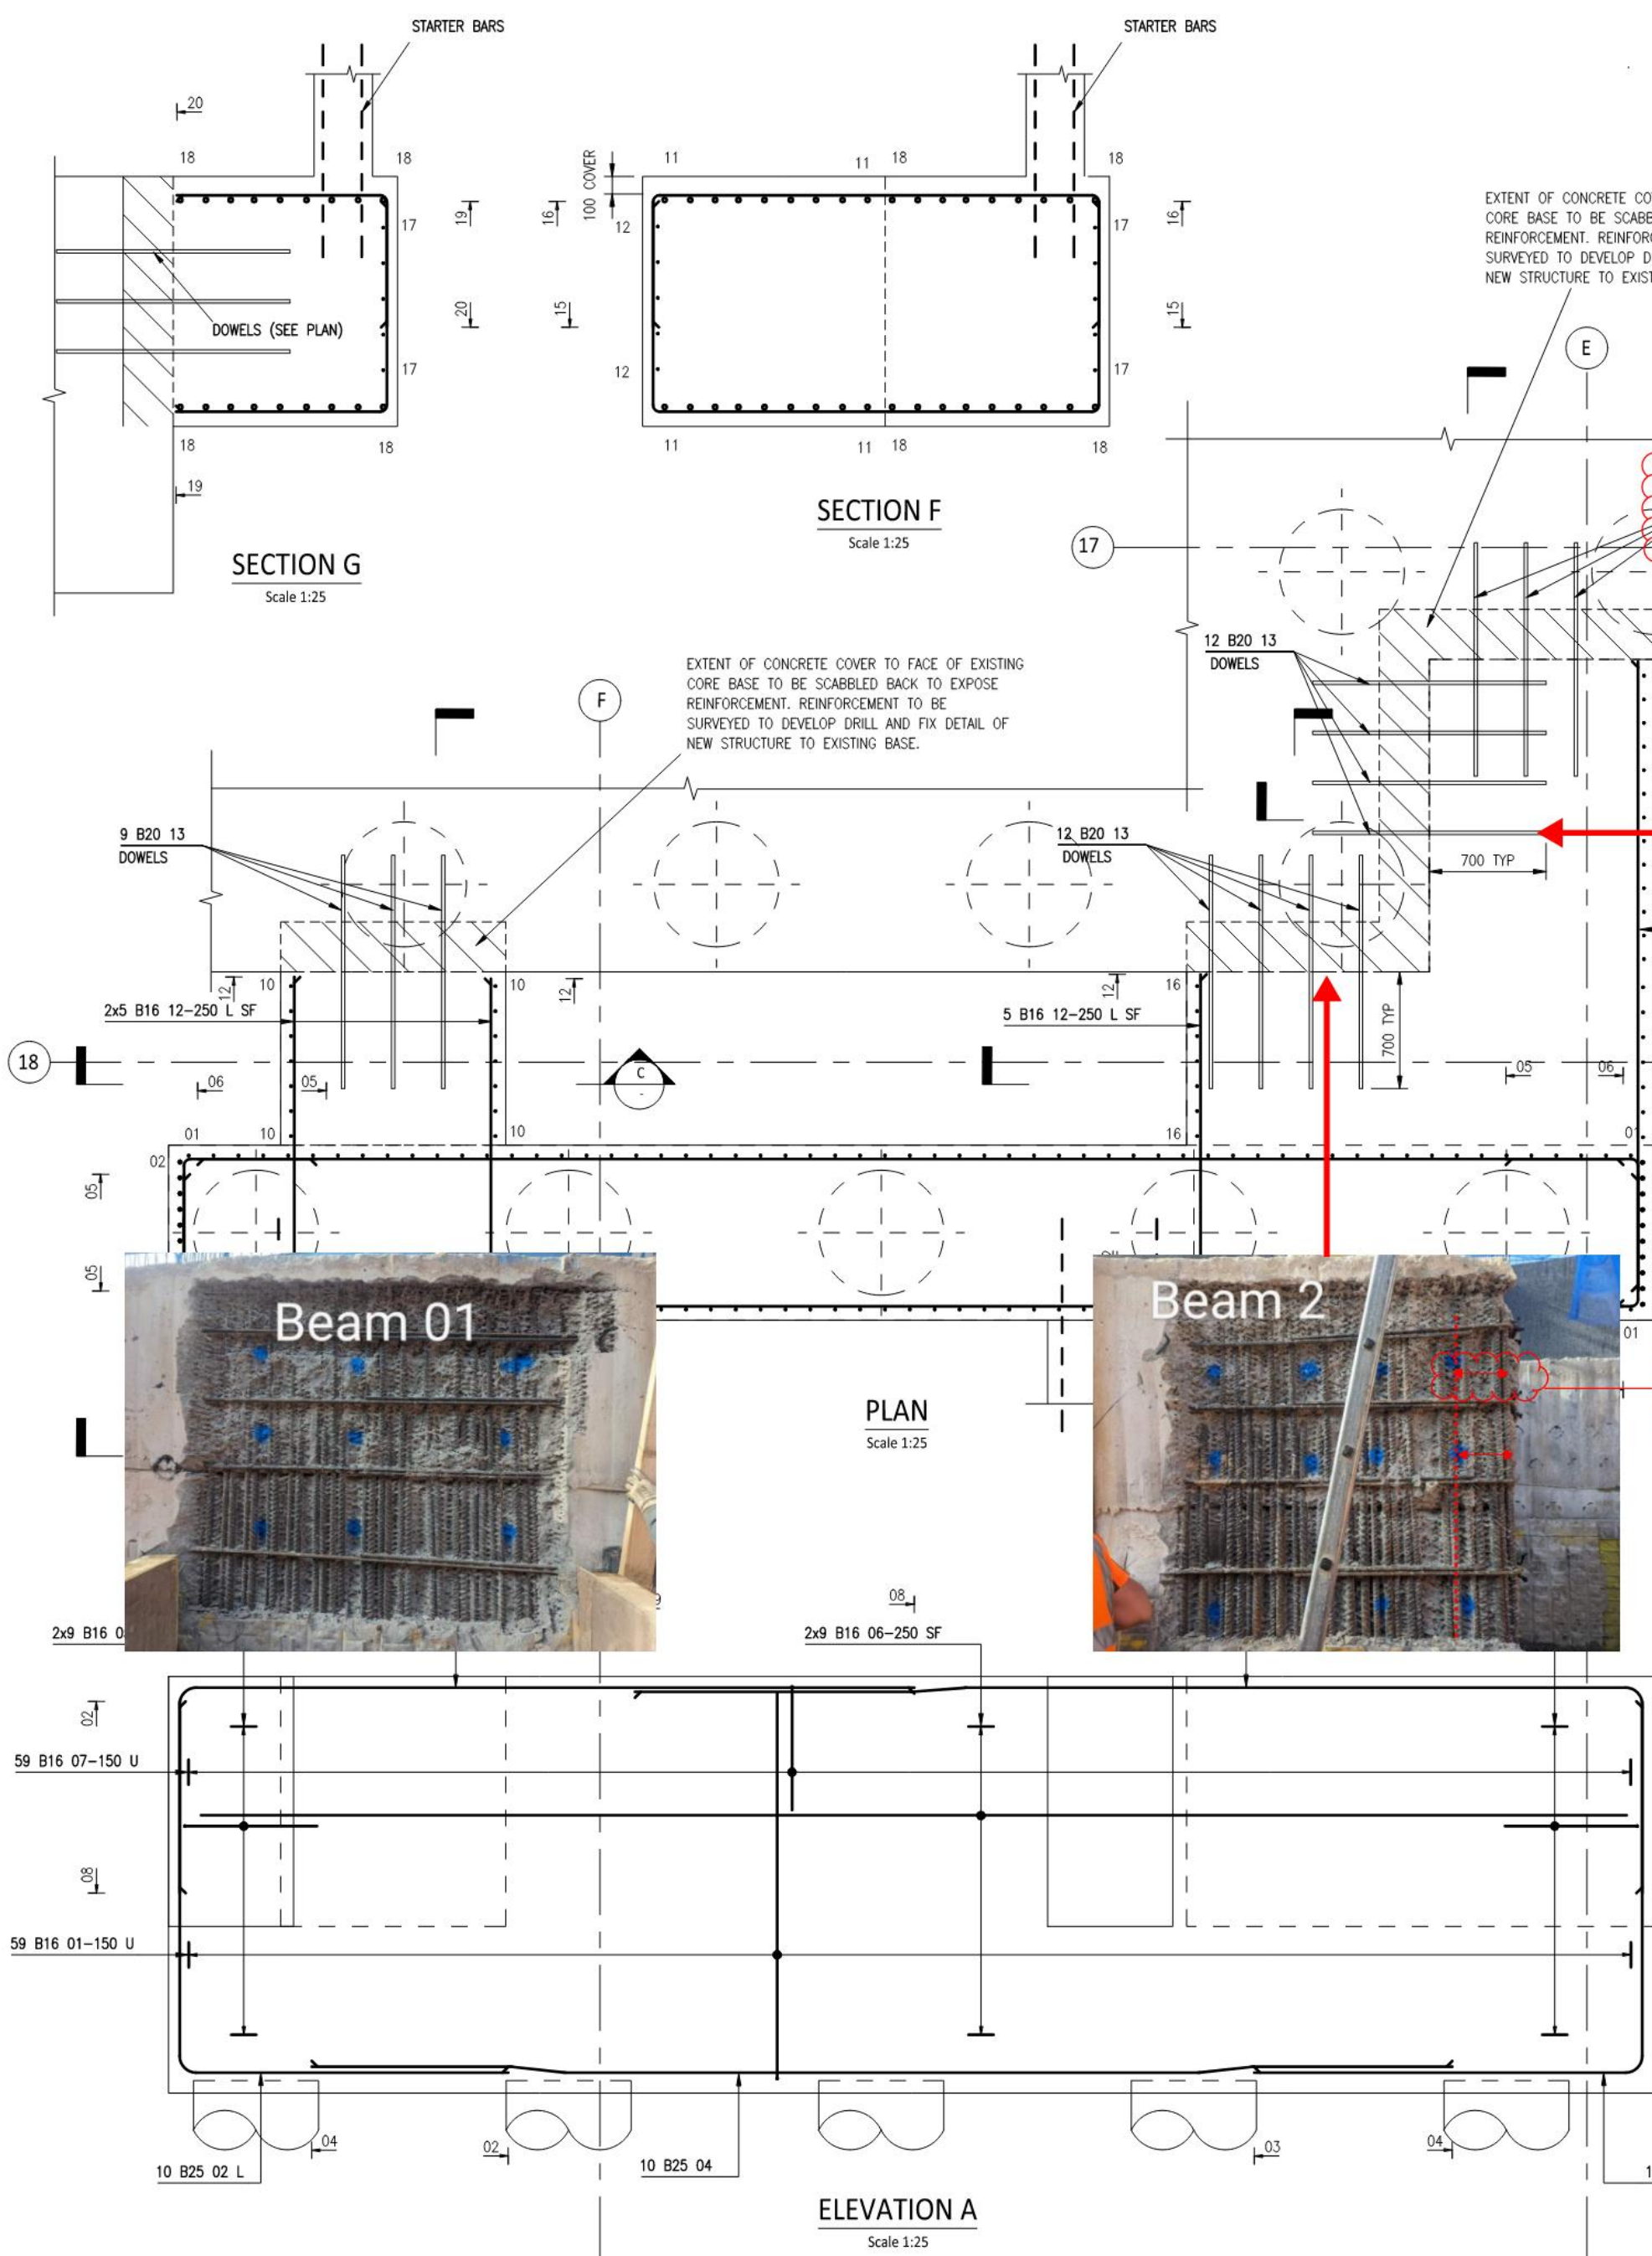 STARTER BARS
STARTER BARS
20
18
18
100 COVER
11
11
18
18
19
16
16
12
17
17
EXTENT OF CONCRETE CO
CORE BASE TO BE SCABB
REINFORCEMENT. REINFOR
SURVEYED TO DEVELOP D
NEW STRUCTURE TO EXIST
DOWELS (SEE PLAN)
20
15
15
E
17
12
17
18
18
11
11
18
18
19
SECTION F
Scale 1:25
SECTION G
Scale 1:25
17
12 B20 13
DOWELS
F
EXTENT OF CONCRETE COVER TO FACE OF EXISTING
CORE BASE TO BE SCABBLED BACK TO EXPOSE
REINFORCEMENT. REINFORCEMENT TO BE
SURVEYED TO DEVELOP DRILL AND FIX DETAIL OF
NEW STRUCTURE TO EXISTING BASE.
9 B20 13
DOWELS
12 B20 13
DOWELS
700 TYP
12
10
10
12
12
16
2x5 B16 12-250 L SF
5 B16 12-250 L SF
700 TYP
18
C
-
06
05
05
06
01
10
10
16
01
02
05
05
Beam 01
Beam 2
01
PLAN
Scale 1:25
08
2x9 B16 0
2x9 B16 06-250 SF
02
59 B16 07-150 U
08
59 B16 01-150 U
04
02
03
04
10 B25 02 L
10 B25 04
1
ELEVATION A
Scale 1:25